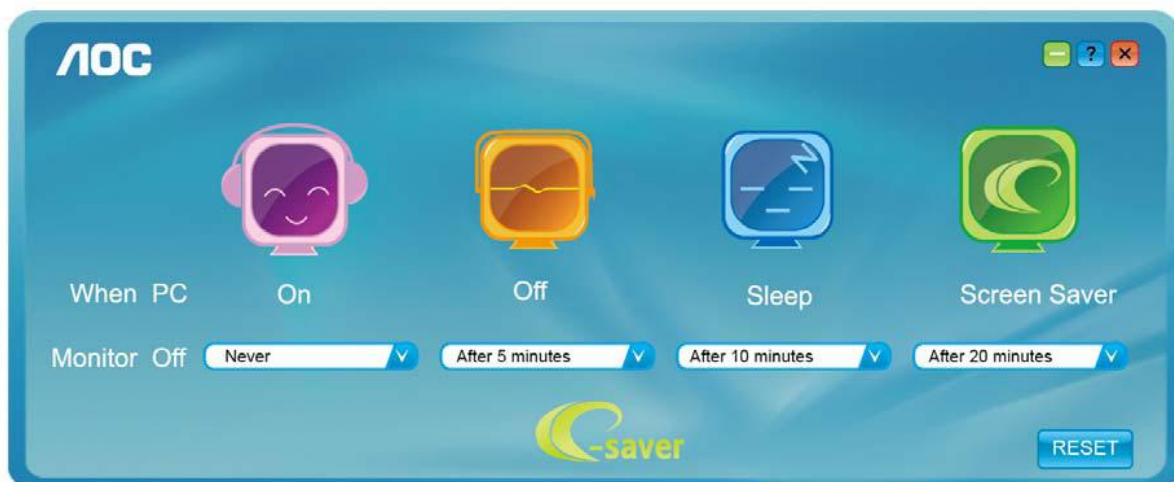 AOC
?
When PC On Off Sleep Screen Saver
Monitor Off Never After 5 minutes After 10 minutes After 20 minutes
e-saver
RESET